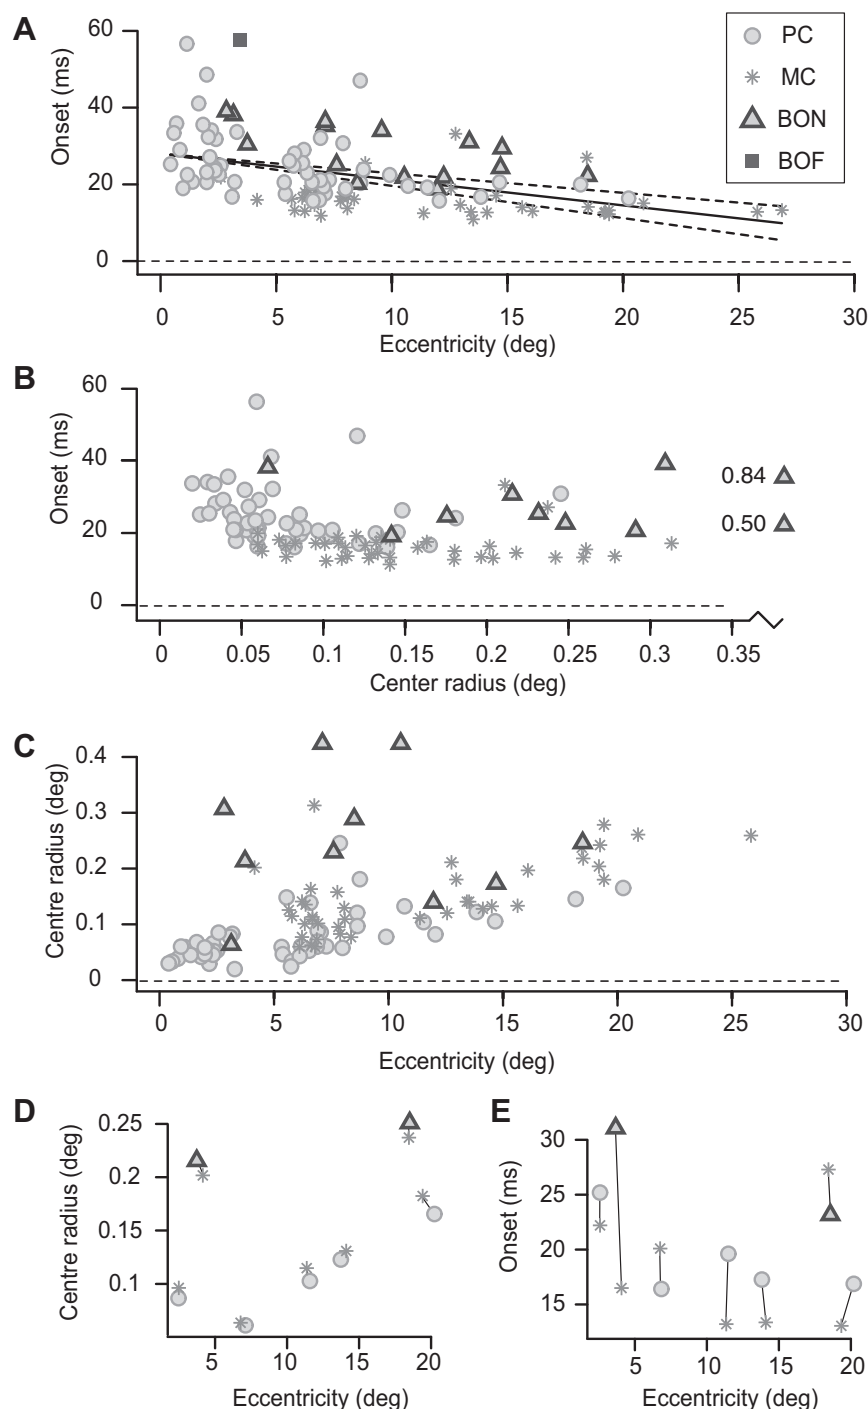 A
60
40
20
0
Onset (ms)
PC
MC
BON
BOF
0 5 10 15 20 25 30
Eccentricity (deg)
B
60
40
20
0
Onset (ms)
0.84
0.50
0 0.05 0.1 0.15 0.2 0.25 0.3 0.35
Center radius (deg)
C
0.4
0.3
0.2
0.1
0
Centre radius (deg)
0 5 10 15 20 25 30
Eccentricity (deg)
D
0.25
0.2
0.15
0.1
Centre radius (deg)
5 10 15 20
Eccentricity (deg)
E
30
25
20
15
Onset (ms)
5 10 15 20
Eccentricity (deg)